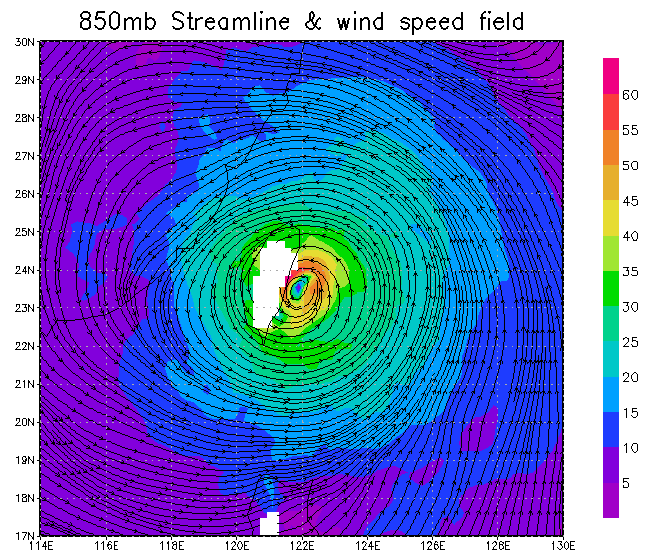 850mb Streamline & wind speed field
30N
29N
28N
27N
26N
25N
24N
23N
22N
21N
20N
19N
18N
17N
114E 116E 118E 120E 122E 124E 126E 128E 130E
60
55
50
45
40
35
30
25
20
15
10
5